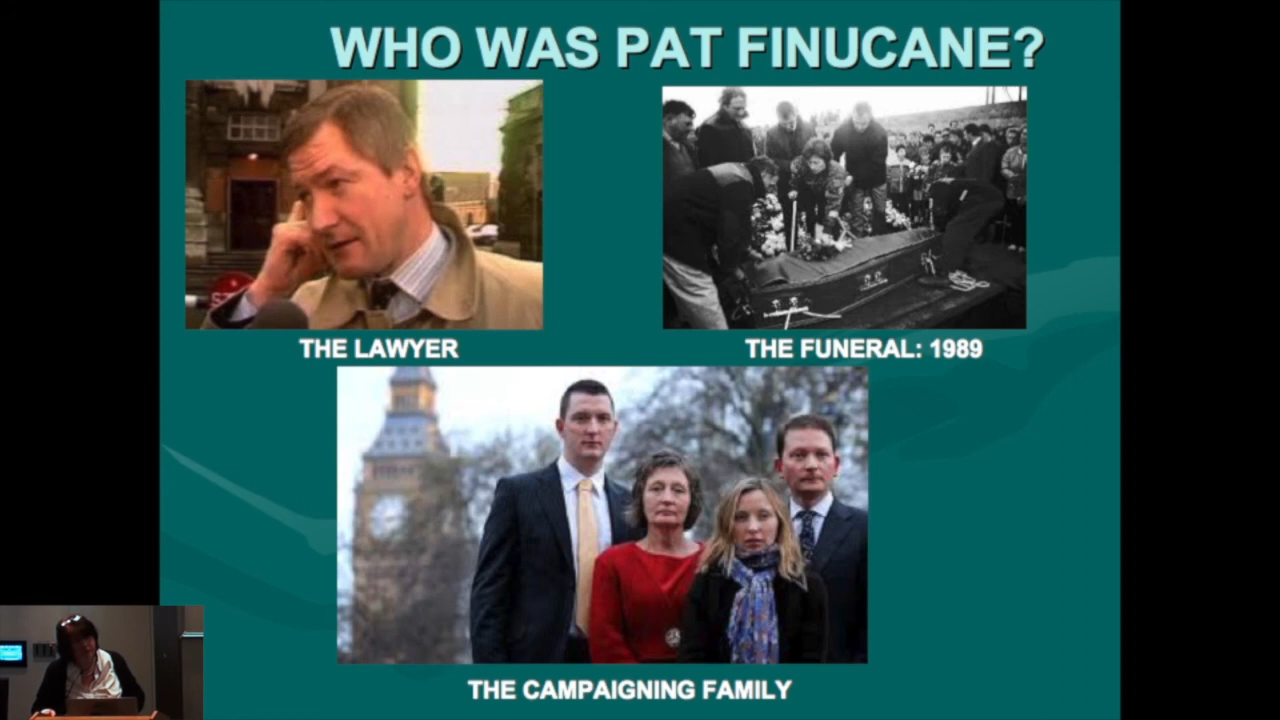 WHO WAS PAT FINUCANE?
THE LAWYER
THE FUNERAL: 1989
THE CAMPAIGNING FAMILY